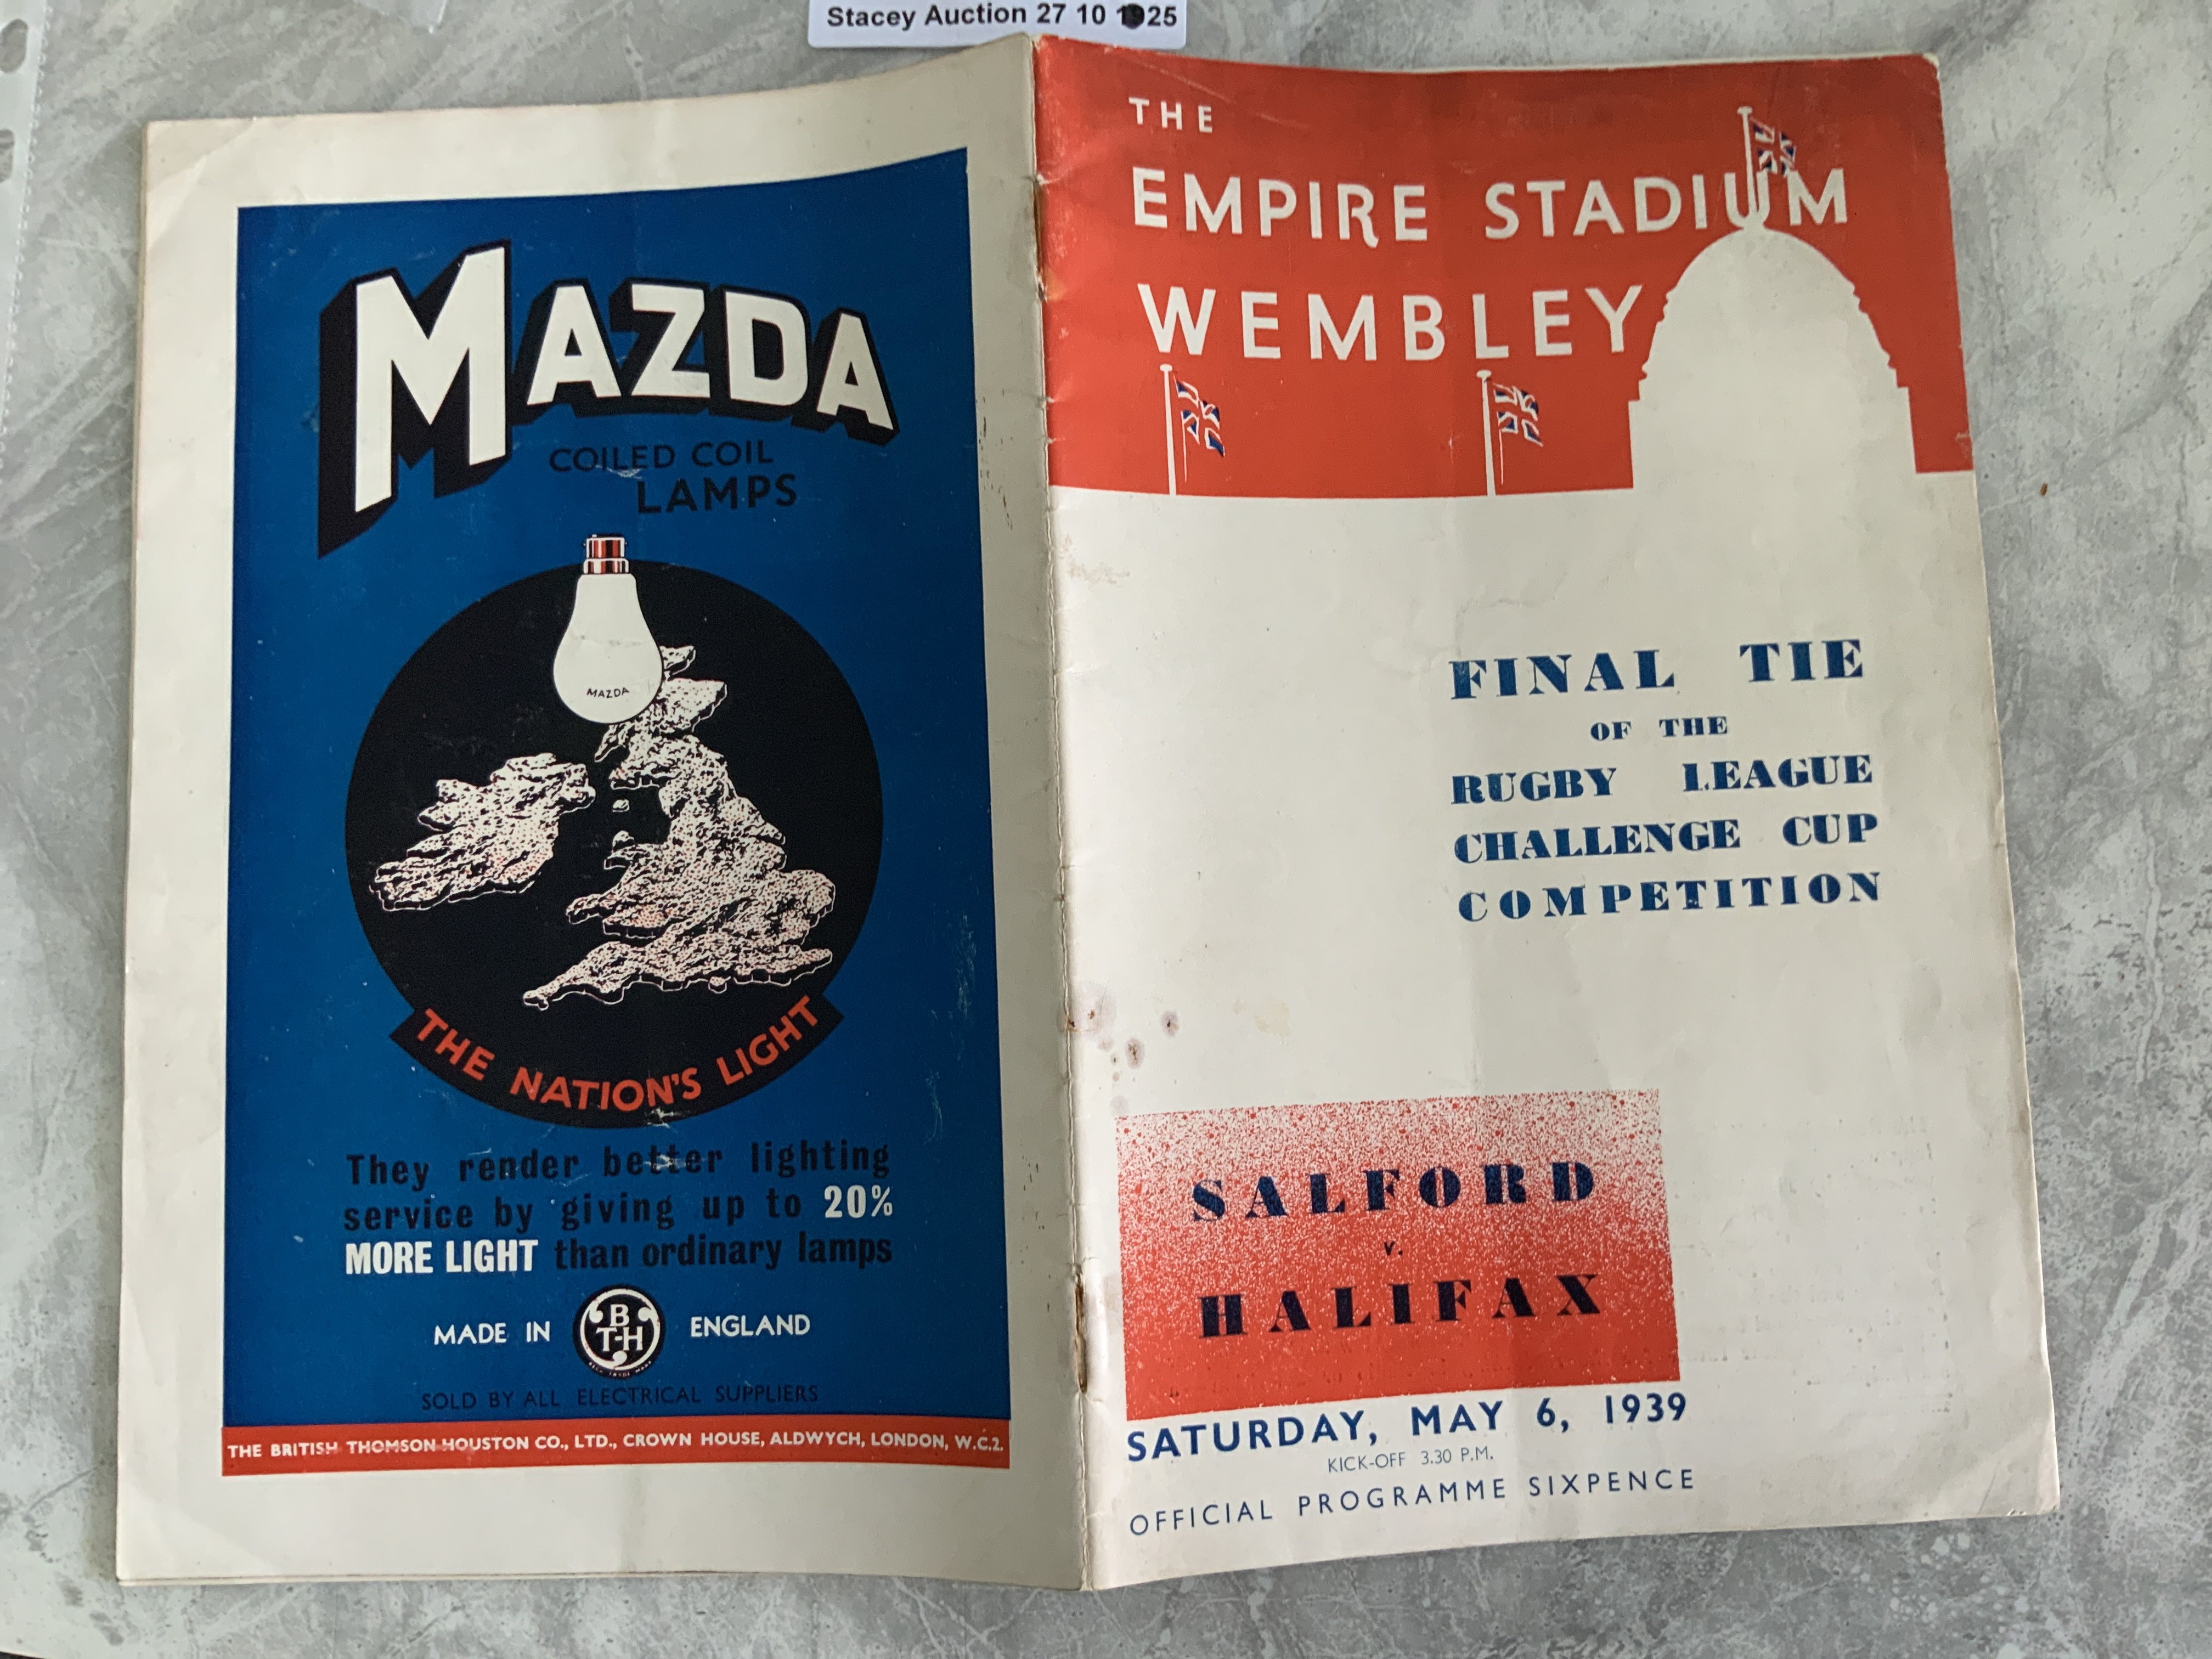 Stacey Auction 27 10 1925
MAZDA
COILED COIL
LAMPS
MAZDA
THE NATION'S LIGHT
They render better lighting
service by giving up to 20%
MORE LIGHT than ordinary lamps
MADE IN BTH ENGLAND
SOLD BY ALL ELECTRICAL SUPPLIERS
THE BRITISH THOMSON-HOUSTON CO., LTD., CROWN HOUSE, ALDWYCH, LONDON, W.C.2.
THE
EMPIRE STADIUM
WEMBLEY
FINAL TIE
OF THE
RUGBY LEAGUE
CHALLENGE CUP
COMPETITION
SALFORD
v.
HALIFAX
SATURDAY, MAY 6, 1939
KICK-OFF 3.30 P.M.
OFFICIAL PROGRAMME SIXPENCE